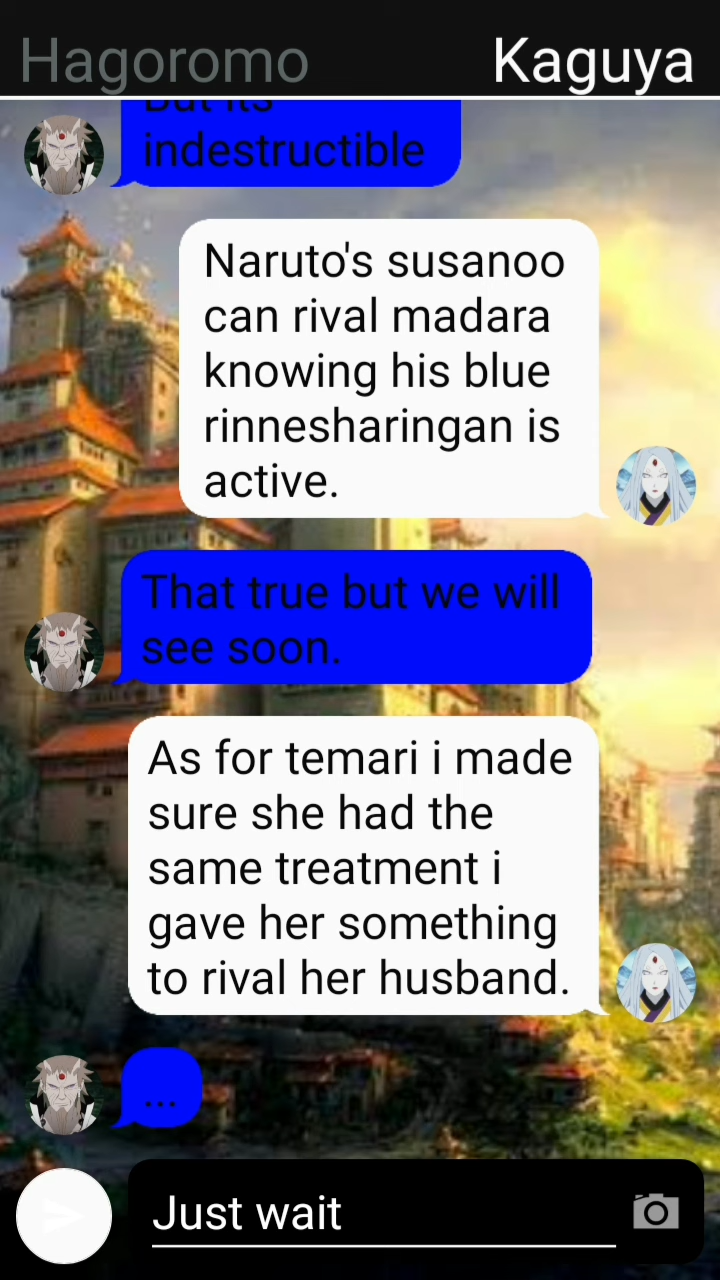 Hagoromo Kaguya
But its
indestructible
Naruto's susanoo
can rival madara
knowing his blue
rinnesharingan is
active.
That true but we will
see soon.
As for temari i made
sure she had the
same treatment i
gave her something
to rival her husband.
...
Just wait